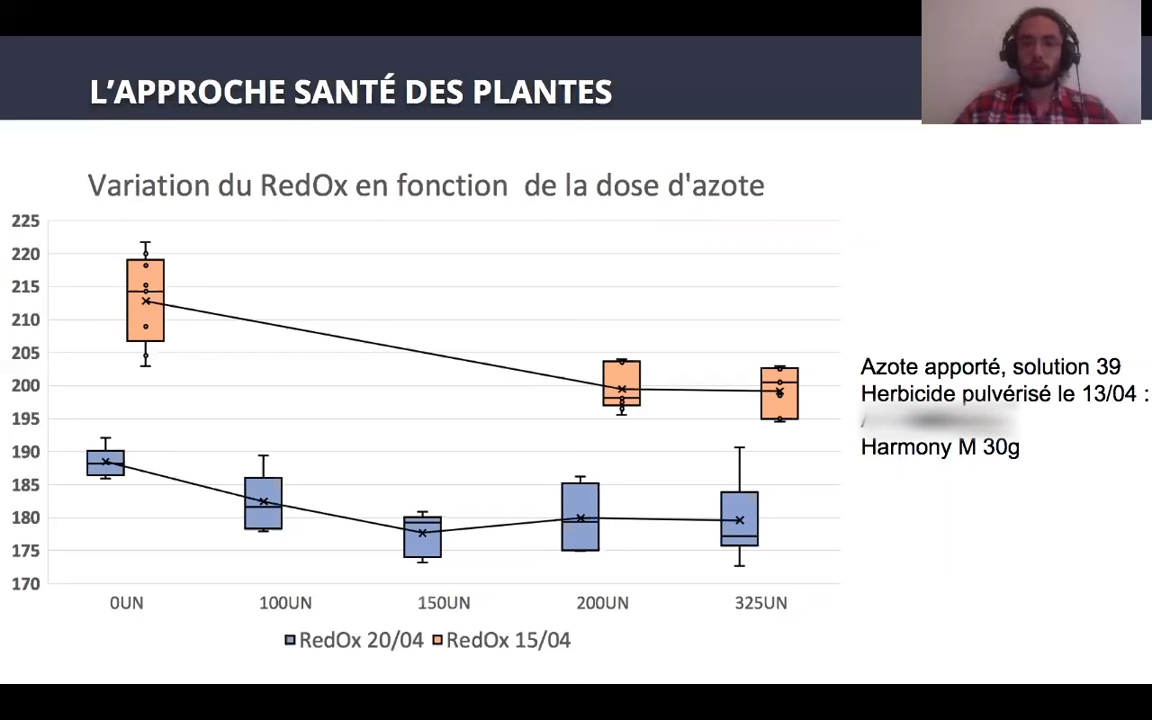 L'APPROCHE SANTÉ DES PLANTES
Variation du RedOx en fonction de la dose d'azote
225
220
215
210
205
200
195
190
185
180
175
170
0UN 100UN 150UN 200UN 325UN
RedOx 20/04 RedOx 15/04
Azote apporté, solution 39
Herbicide pulvérisé le 13/04 :
Harmony M 30g